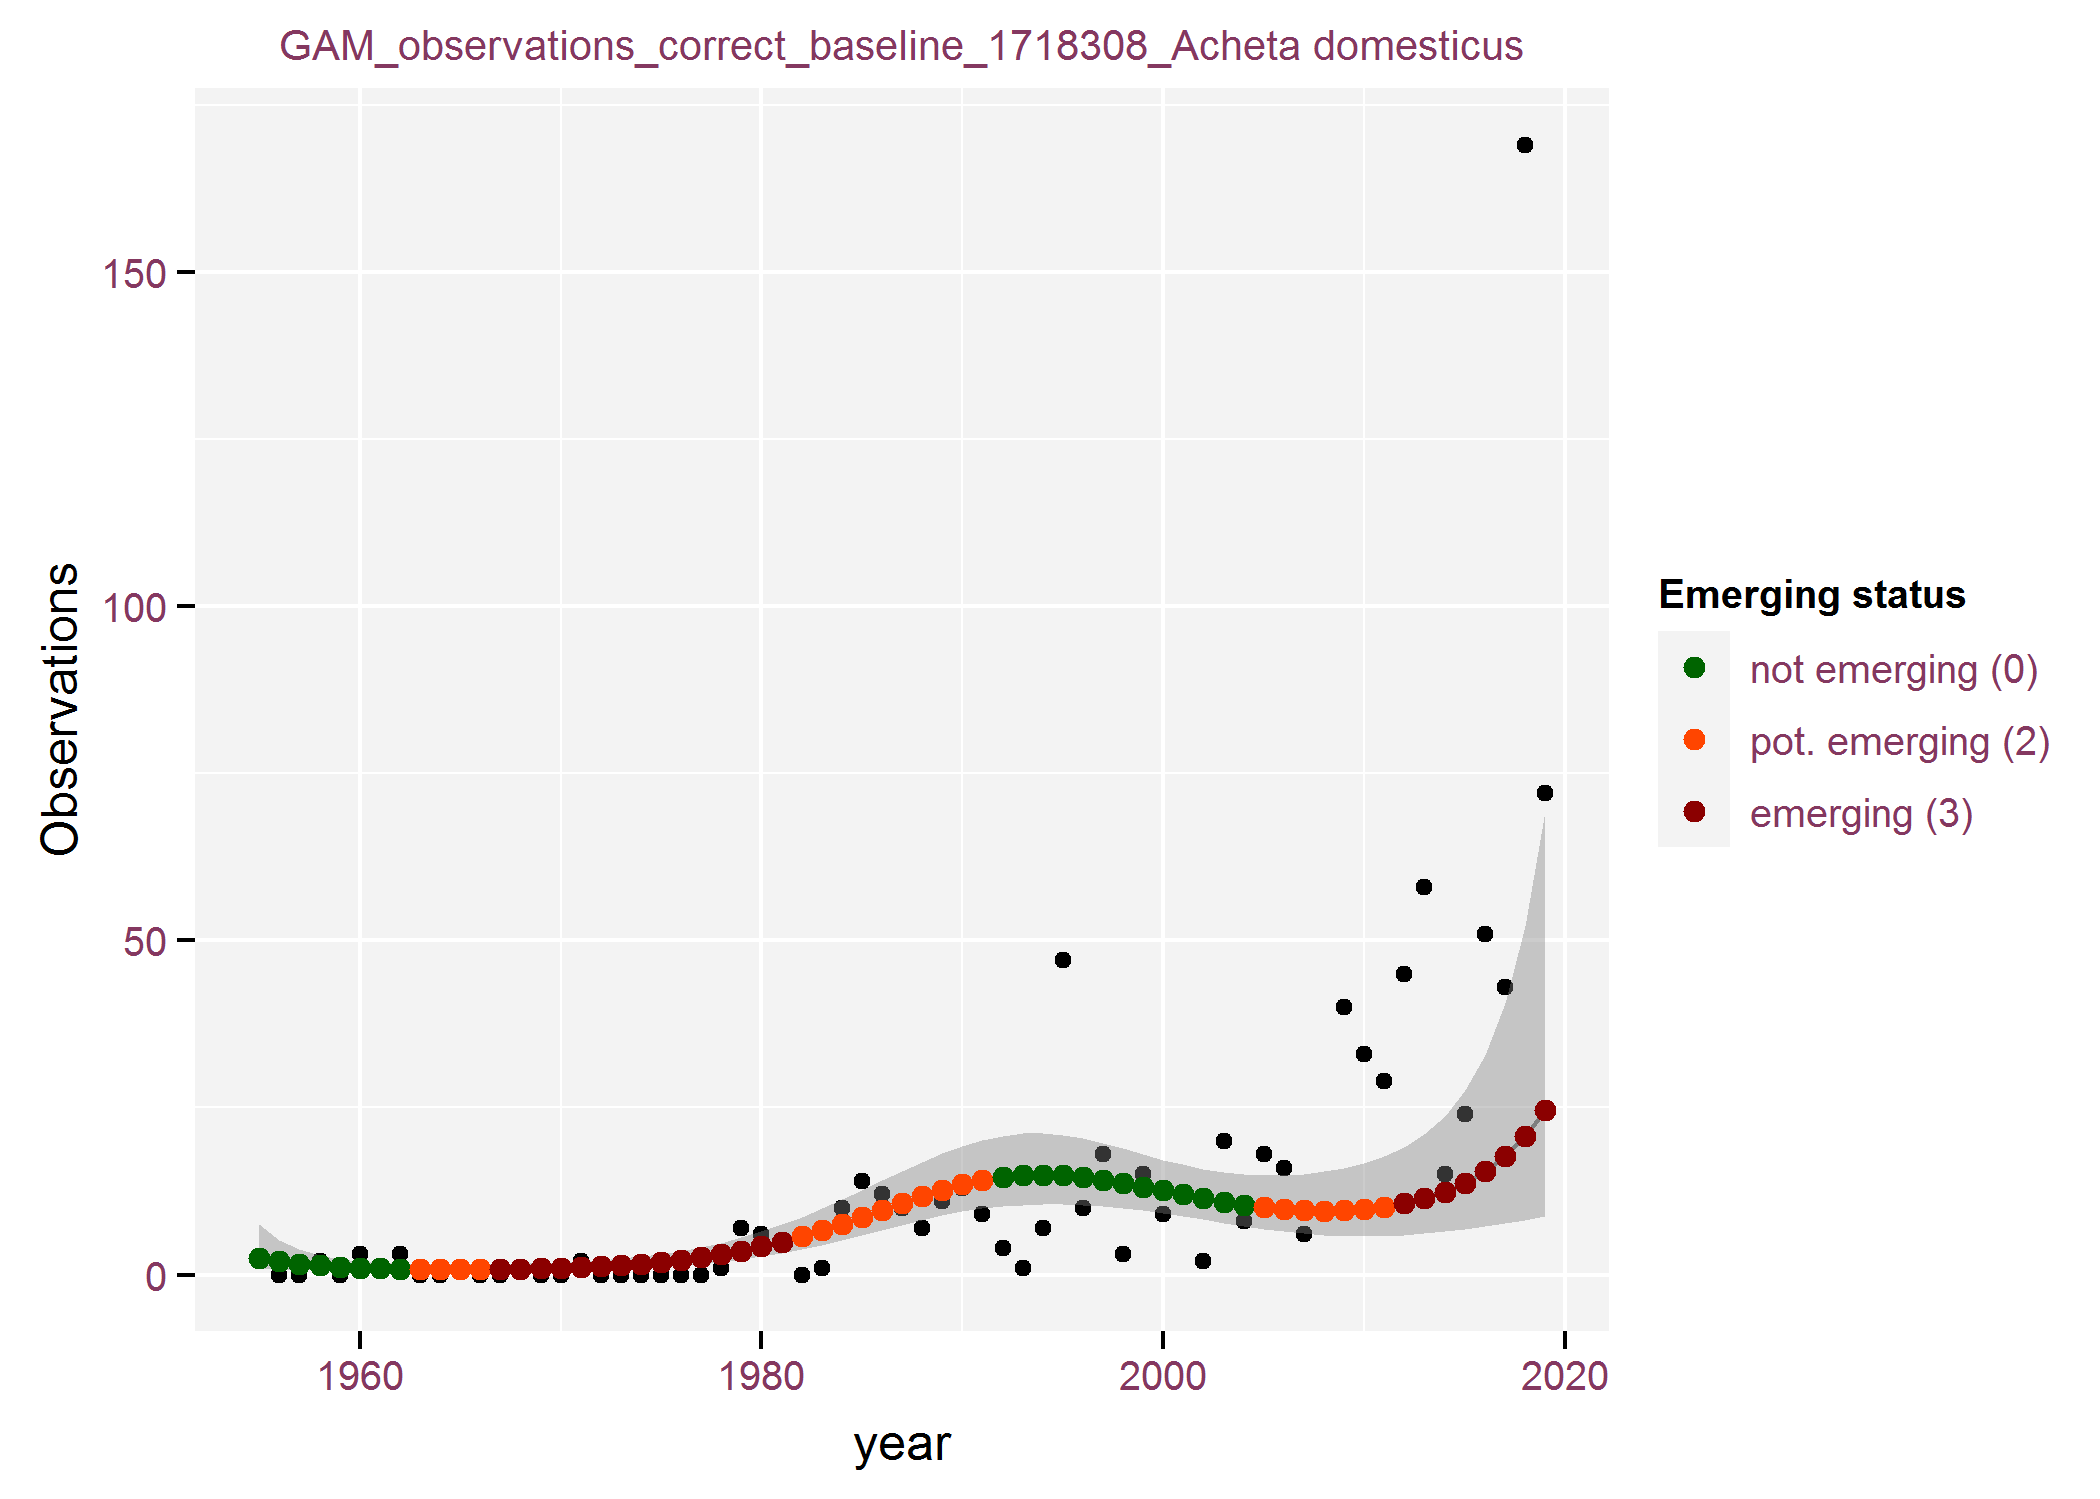 GAM_observations_correct_baseline_1718308_Acheta domesticus
Observations
150
100
50
0
1960
1980
2000
2020
year
Emerging status
not emerging (0)
pot. emerging (2)
emerging (3)